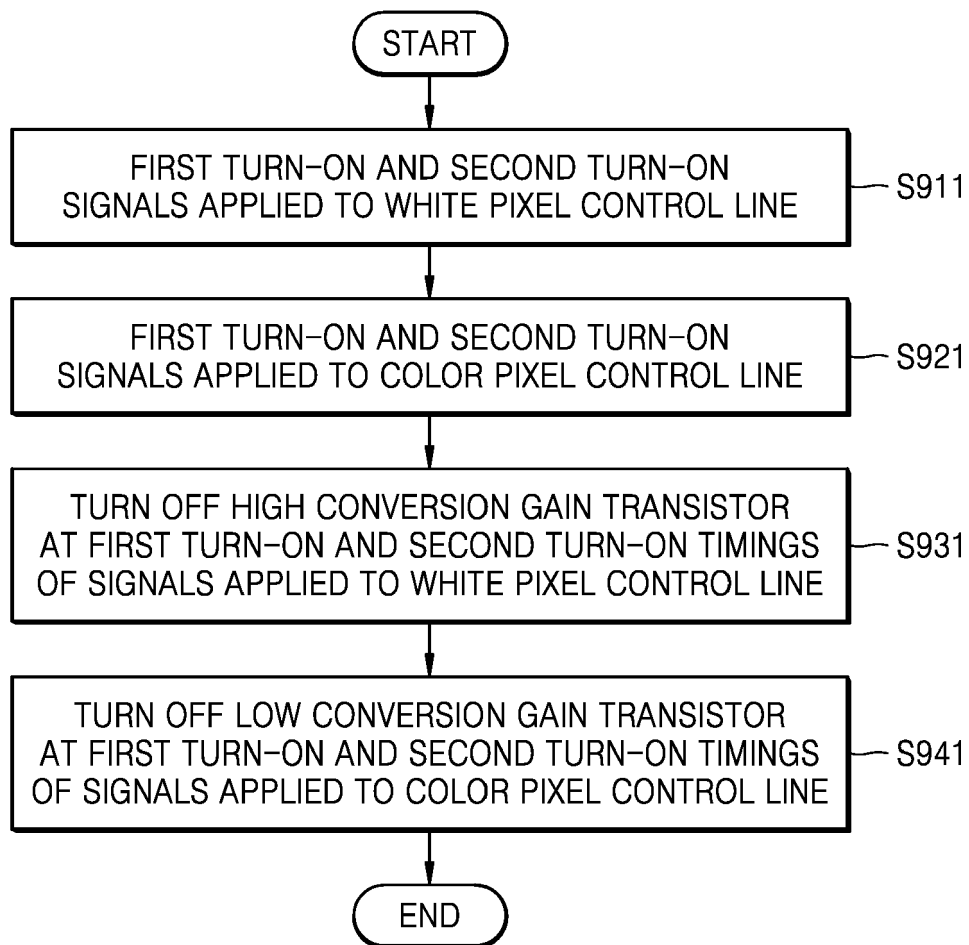 START
FIRST TURN-ON AND SECOND TURN-ON
SIGNALS APPLIED TO WHITE PIXEL CONTROL LINE
S911
FIRST TURN-ON AND SECOND TURN-ON
SIGNALS APPLIED TO COLOR PIXEL CONTROL LINE
S921
TURN OFF HIGH CONVERSION GAIN TRANSISTOR
AT FIRST TURN-ON AND SECOND TURN-ON TIMINGS
OF SIGNALS APPLIED TO WHITE PIXEL CONTROL LINE
S931
TURN OFF LOW CONVERSION GAIN TRANSISTOR
AT FIRST TURN-ON AND SECOND TURN-ON TIMINGS
OF SIGNALS APPLIED TO COLOR PIXEL CONTROL LINE
S941
END